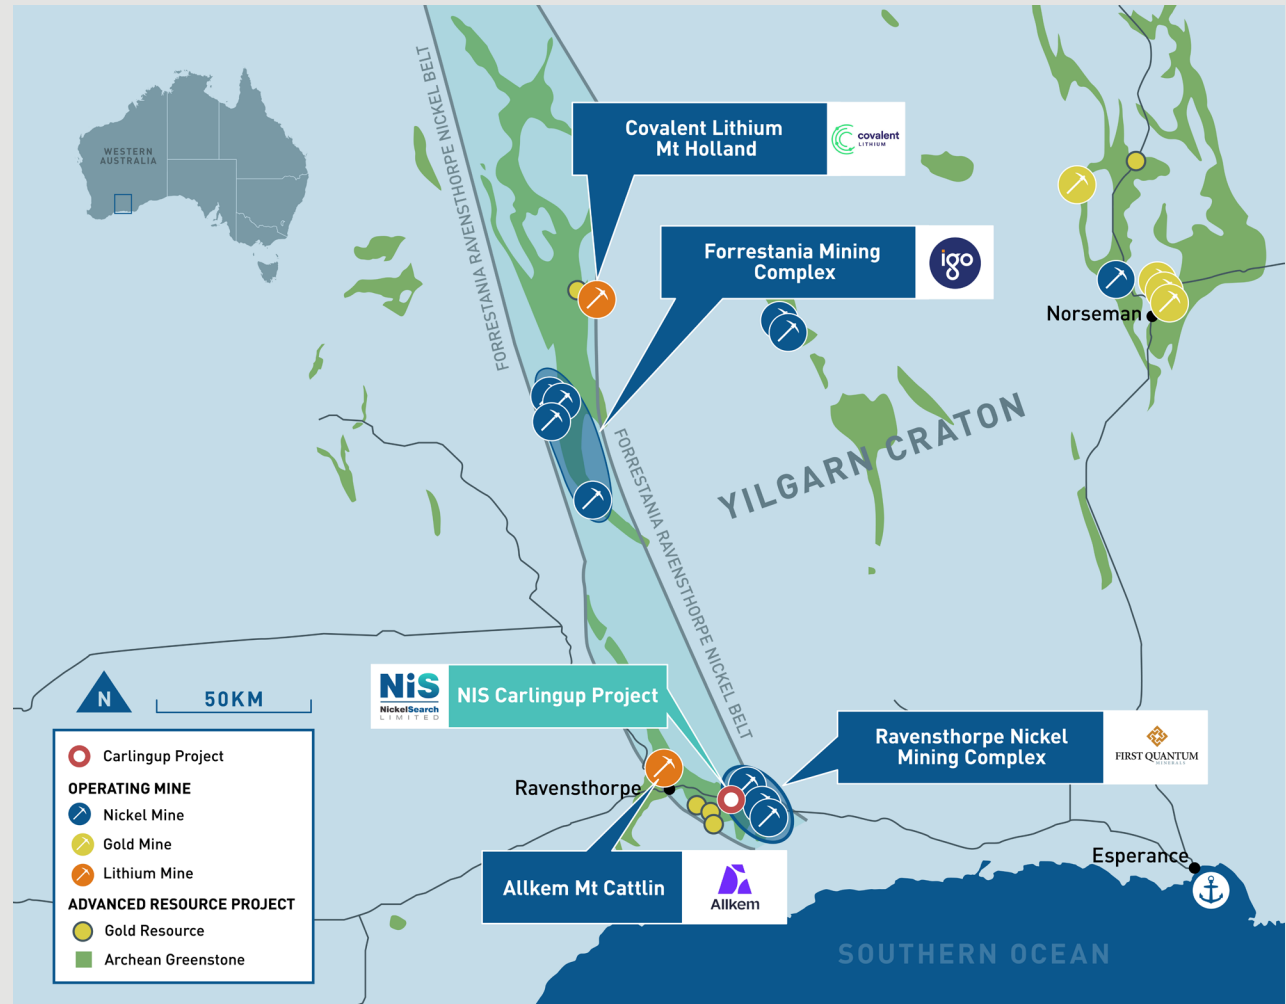 WESTERN
AUSTRALIA
FORRESTANIA RAVENSTHORPE NICKEL BELT
Covalent Lithium
Mt Holland
covalent
LITHIUM
Forrestania Mining
Complex
igo
Norseman
YILGARN CRATON
FORRESTANIA RAVENSTHORPE NICKEL BELT
NiS
NickelSearch
LIMITED
NIS Carlingup Project
N
50KM
Ravensthorpe Nickel
Mining Complex
FIRST QUANTUM
MINERALS
Carlingup Project
OPERATING MINE
Nickel Mine
Gold Mine
Lithium Mine
ADVANCED RESOURCE PROJECT
Gold Resource
Archean Greenstone
Ravensthorpe
Allkem Mt Cattlin
Allkem
Esperance
SOUTHERN OCEAN